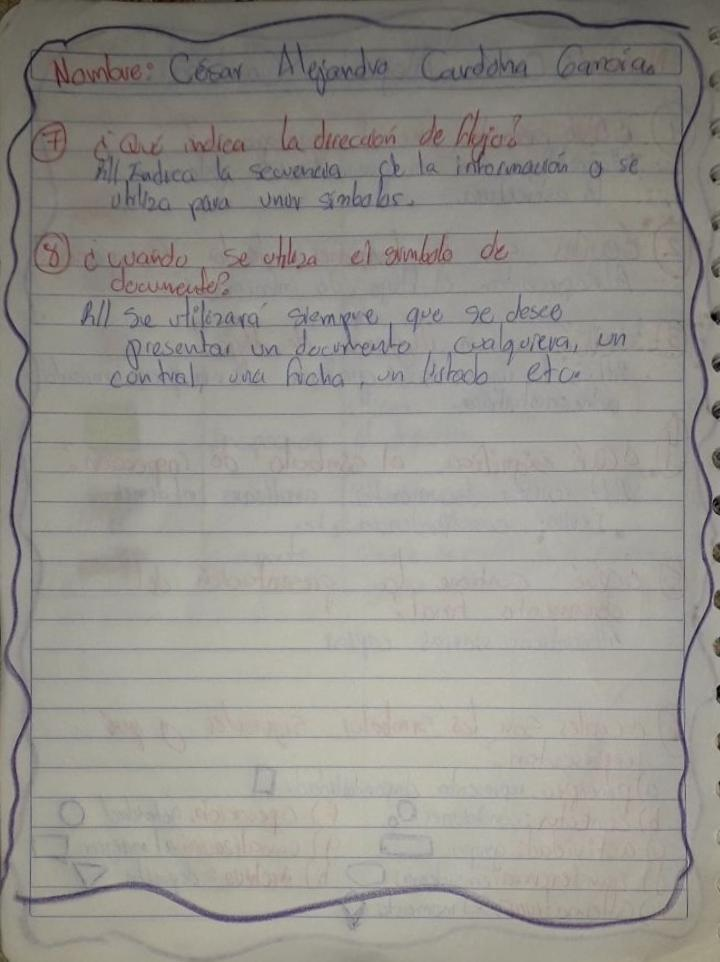 Nombre: César Alejandro Cardona García.
7 ¿Qué indica la dirección de flujo?
R// Indica la secuencia de la información o se
utiliza para unir símbolos.
8 ¿cuando se utiliza el simbolo de
documento?
R// Se utilizará siempre que se desee
presentar un documento cualquiera, un
control, una ficha, un listado etc.